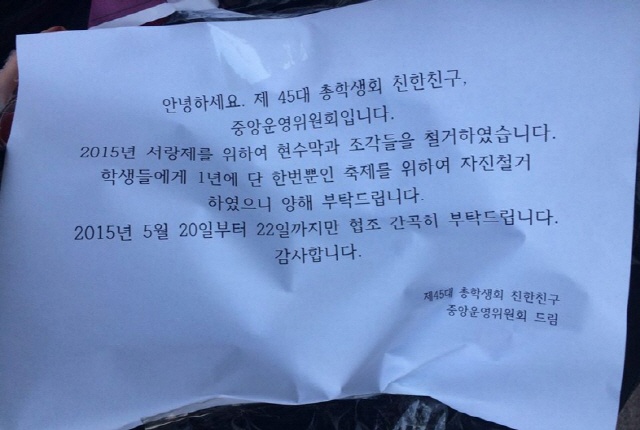 안녕하세요. 제 45대 총학생회 친한친구,
중앙운영위원회입니다.
2015년 서랑제를 위하여 현수막과 조각들을 철거하였습니다.
학생들에게 1년에 단 한번뿐인 축제를 위하여 자진철거
하였으니 양해 부탁드립니다.
2015년 5월 20일부터 22일까지만 협조 간곡히 부탁드립니다.
감사합니다.
제45대 총학생회 친한친구
중앙운영위원회 드림